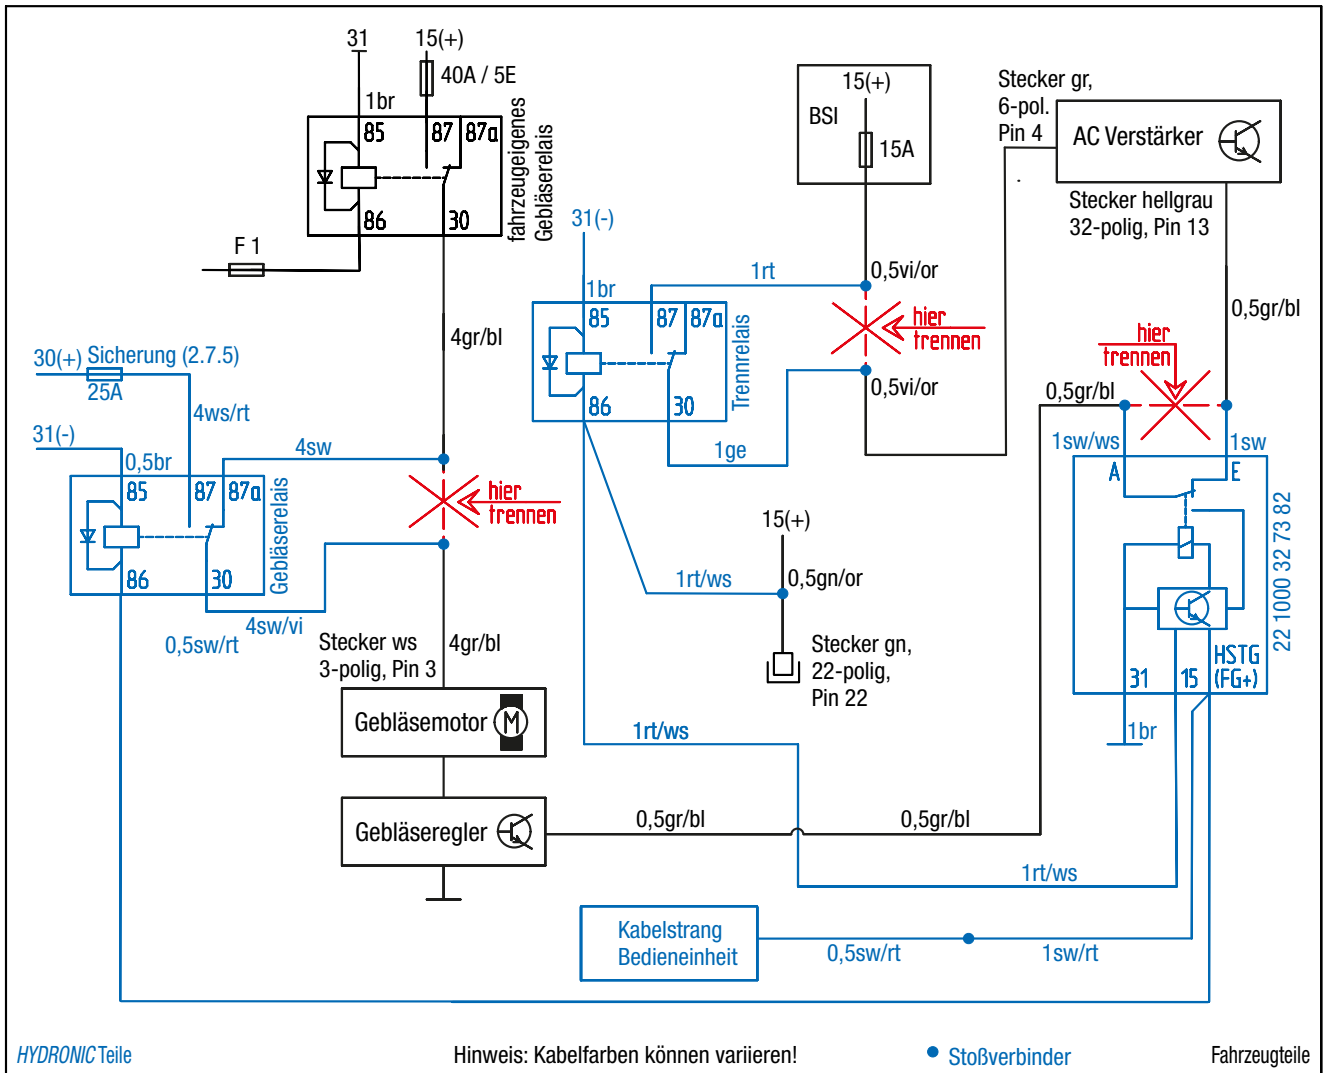 31
15(+)
40A / 5E
1br
85
87
87a
86
30
fahrzeugeigenes
Gebläserelais
F 1
4gr/bl
15(+)
BSI
15A
Stecker gr,
6-pol.
Pin 4
AC Verstärker
Stecker hellgrau
32-polig, Pin 13
31(-)
1rt
0,5vi/or
1br
85
87
87a
86
30
Trennrelais
hier
trennen
0,5vi/or
1ge
0,5gr/bl
hier
trennen
0,5gr/bl
30(+)
Sicherung (2.7.5)
25A
4ws/rt
31(-)
0,5br
4sw
85
87
87a
86
30
Gebläserelais
hier
trennen
4sw/vi
0,5sw/rt
1sw/ws
1sw
A
E
22 1000 32 73 82
HSTG
(FG+)
31
15
1br
15(+)
1rt/ws
0,5gn/or
Stecker gn,
22-polig,
Pin 22
Stecker ws
3-polig, Pin 3
4gr/bl
Gebläsemotor
M
1rt/ws
Gebläseregler
0,5gr/bl
0,5gr/bl
1rt/ws
Kabelstrang
Bedieneinheit
0,5sw/rt
1sw/rt
HYDRONIC Teile
Hinweis: Kabelfarben können variieren!
Stoßverbinder
Fahrzeugteile